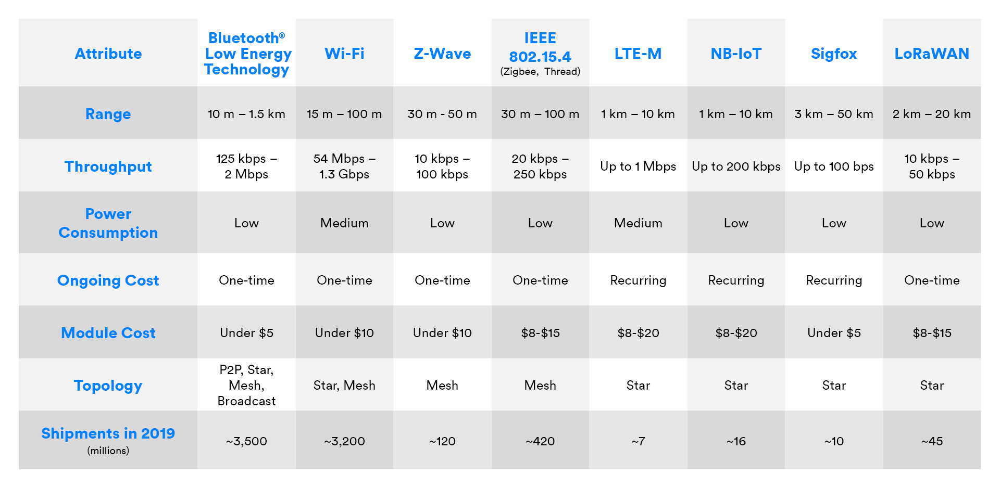 Attribute
Bluetooth®
Low Energy
Technology
Wi-Fi
Z-Wave
IEEE
802.15.4
(Zigbee, Thread)
LTE-M
NB-IoT
Sigfox
LoRaWAN
Range
10 m – 1.5 km
15 m – 100 m
30 m - 50 m
30 m – 100 m
1 km – 10 km
1 km – 10 km
3 km – 50 km
2 km – 20 km
Throughput
125 kbps –
2 Mbps
54 Mbps –
1.3 Gbps
10 kbps –
100 kbps
20 kbps –
250 kbps
Up to 1 Mbps
Up to 200 kbps
Up to 100 bps
10 kbps –
50 kbps
Power
Consumption
Low
Medium
Low
Low
Medium
Low
Low
Low
Ongoing Cost
One-time
One-time
One-time
One-time
Recurring
Recurring
Recurring
One-time
Module Cost
Under $5
Under $10
Under $10
$8-$15
$8-$20
$8-$20
Under $5
$8-$15
Topology
P2P, Star,
Mesh,
Broadcast
Star, Mesh
Mesh
Mesh
Star
Star
Star
Star
Shipments in 2019
(millions)
~3,500
~3,200
~120
~420
~7
~16
~10
~45